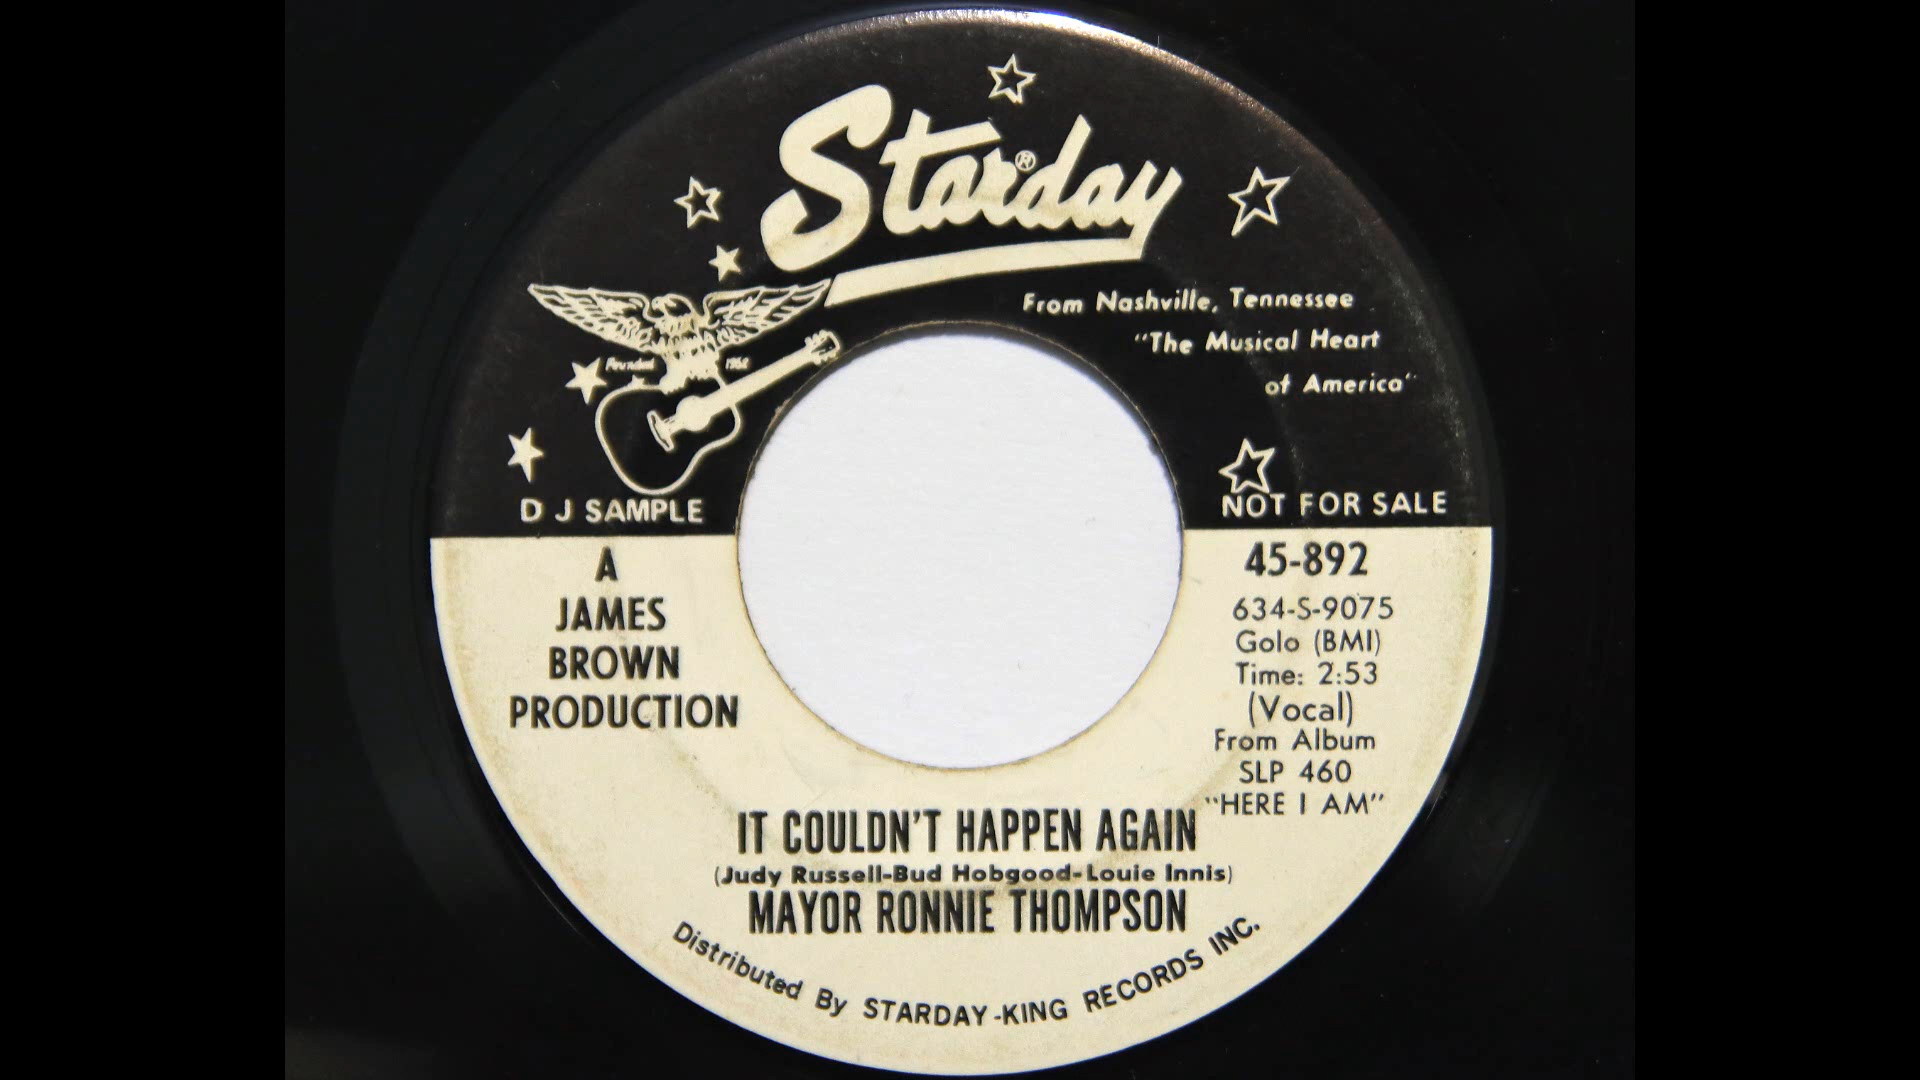 Starday®
From Nashville, Tennessee
"The Musical Heart
of America"
Founded
D J SAMPLE
NOT FOR SALE
A
JAMES
BROWN
PRODUCTION
45-892
634-S-9075
Golo (BMI)
Time: 2:53
(Vocal)
From Album
SLP 460
"HERE I AM"
IT COULDN'T HAPPEN AGAIN
(Judy Russell-Bud Hobgood-Louie Innis)
MAYOR RONNIE THOMPSON
Distributed By STARDAY-KING RECORDS INC.